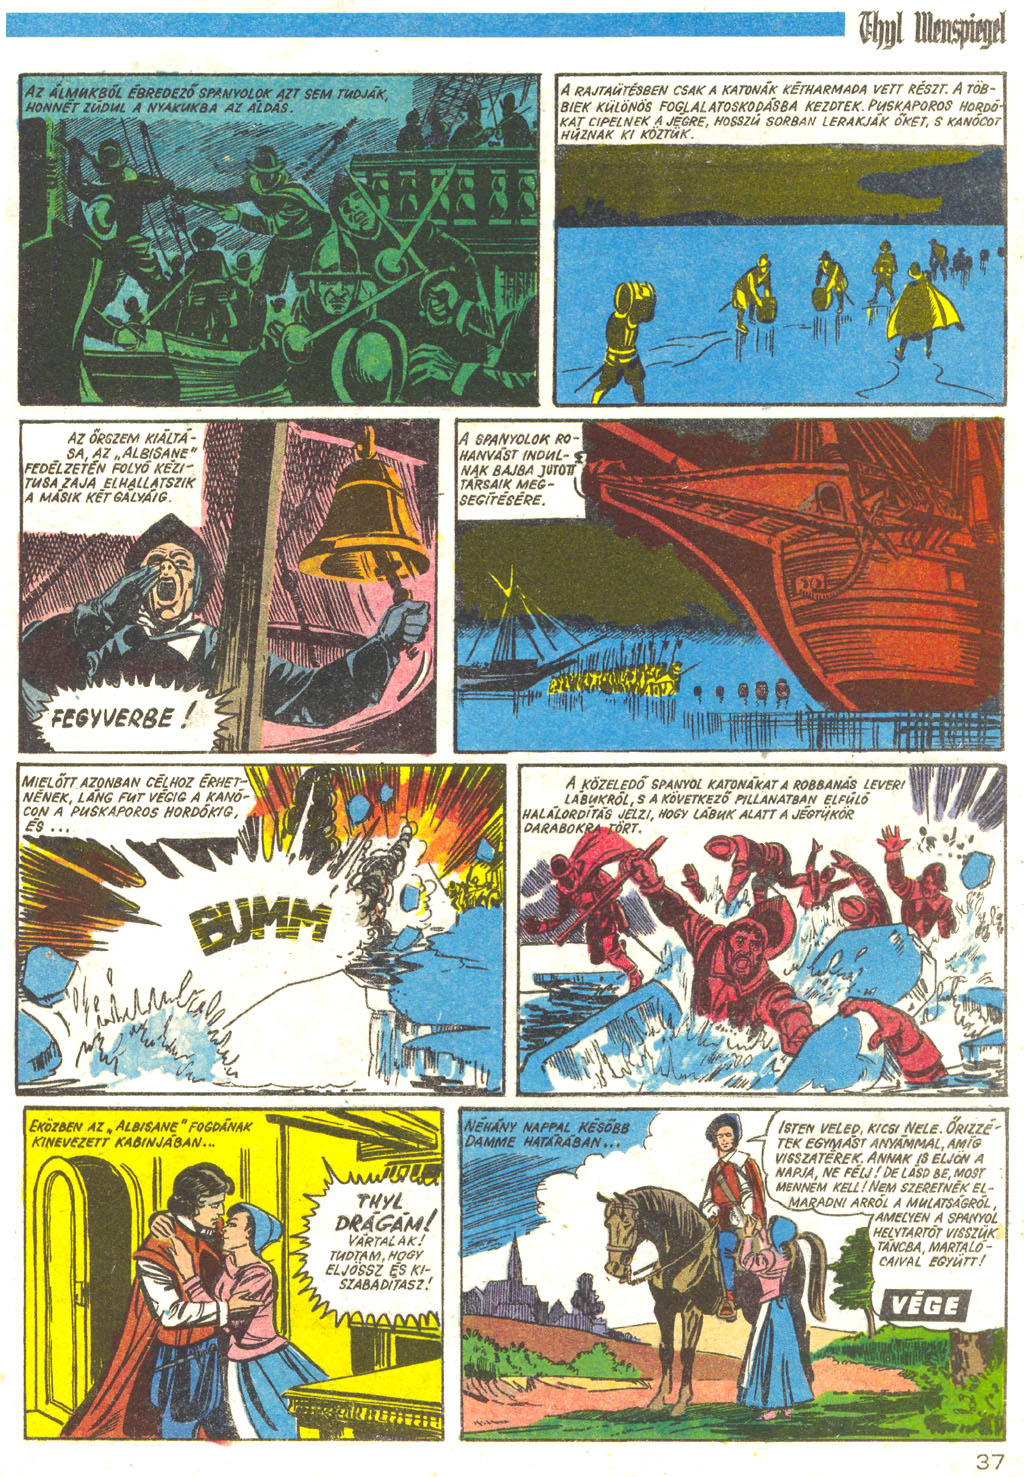 Thyl Ulenspiegel
AZ ÁLMUKBÓL ÉBREDEZŐ SPANYOLOK AZT SEM TUDJÁK,
HONNÉT ZÚDUL A NYAKUKBA AZ ÁLDÁS.
A RAJTAÜTÉSBEN CSAK A KATONÁK KÉTHARMADA VETT RÉSZT. A TÖB-
BIEK KÜLÖNÖS FOGLALATOSKODÁSBA KEZDTEK. PUSKAPOROS HORDÓ-
KAT CIPELNEK A JÉGRE, HOSSZÚ SORBAN LERAKJÁK ŐKET, S KANÓCOT
HÚZNAK KI KÖZTÜK.
AZ ŐRSZEM KIÁLTÁ-
SA, AZ „ALBISANE"
FEDÉLZETÉN FOLYÓ KÉZI-
TUSA ZAJA ELHALLATSZIK
A MÁSIK KÉT GÁLYÁIG.
FEGYVERBE!
A SPANYOLOK RO-
HANVÁST INDUL-
NAK BAJBA JUTOTT
TÁRSAIK MEG-
SEGÍTÉSÉRE.
MIELŐTT AZONBAN CÉLHOZ ÉRHET-
NÉNEK, LÁNG FUT VÉGIG A KANÓ-
CON A PUSKAPOROS HORDÓKIG,
ÉS ...
BUMM
A KÖZELEDŐ SPANYOL KATONÁKAT A ROBBANÁS LEVERI
LÁBUKRÓL, S A KÖVETKEZŐ PILLANATBAN ELFÚLÓ
HALÁLORDÍTÁS JELZI, HOGY LÁBUK ALATT A JÉGTÜKÖR
DARABOKRA TÖRT.
EKÖZBEN AZ „ALBISANE" FOGDÁNAK
KINEVEZETT KABINJÁBAN...
THYL
DRÁGÁM!
VÁRTALAK!
TUDTAM, HOGY
ELJÖSSZ ÉS KI-
SZABADÍTASZ!
NÉHÁNY NAPPAL KÉSŐBB
DAMME HATÁRÁBAN...
ISTEN VELED, KICSI NELE. ŐRIZZÉ-
TEK EGYMÁST ANYÁMMAL, AMÍG
VISSZATÉREK. ANNAK IS ELJÖN A
NAPJA, NE FÉLJ! DE LÁSD BE, MOST
MENNEM KELL! NEM SZERETNÉK EL-
MARADNI ARRÓL A MULATSÁGRÓL,
AMELYEN A SPANYOL
HELYTARTÓT VISSZÜK
TÁNCBA, MARTALÓ-
CAIVAL EGYÜTT!
VÉGE
37